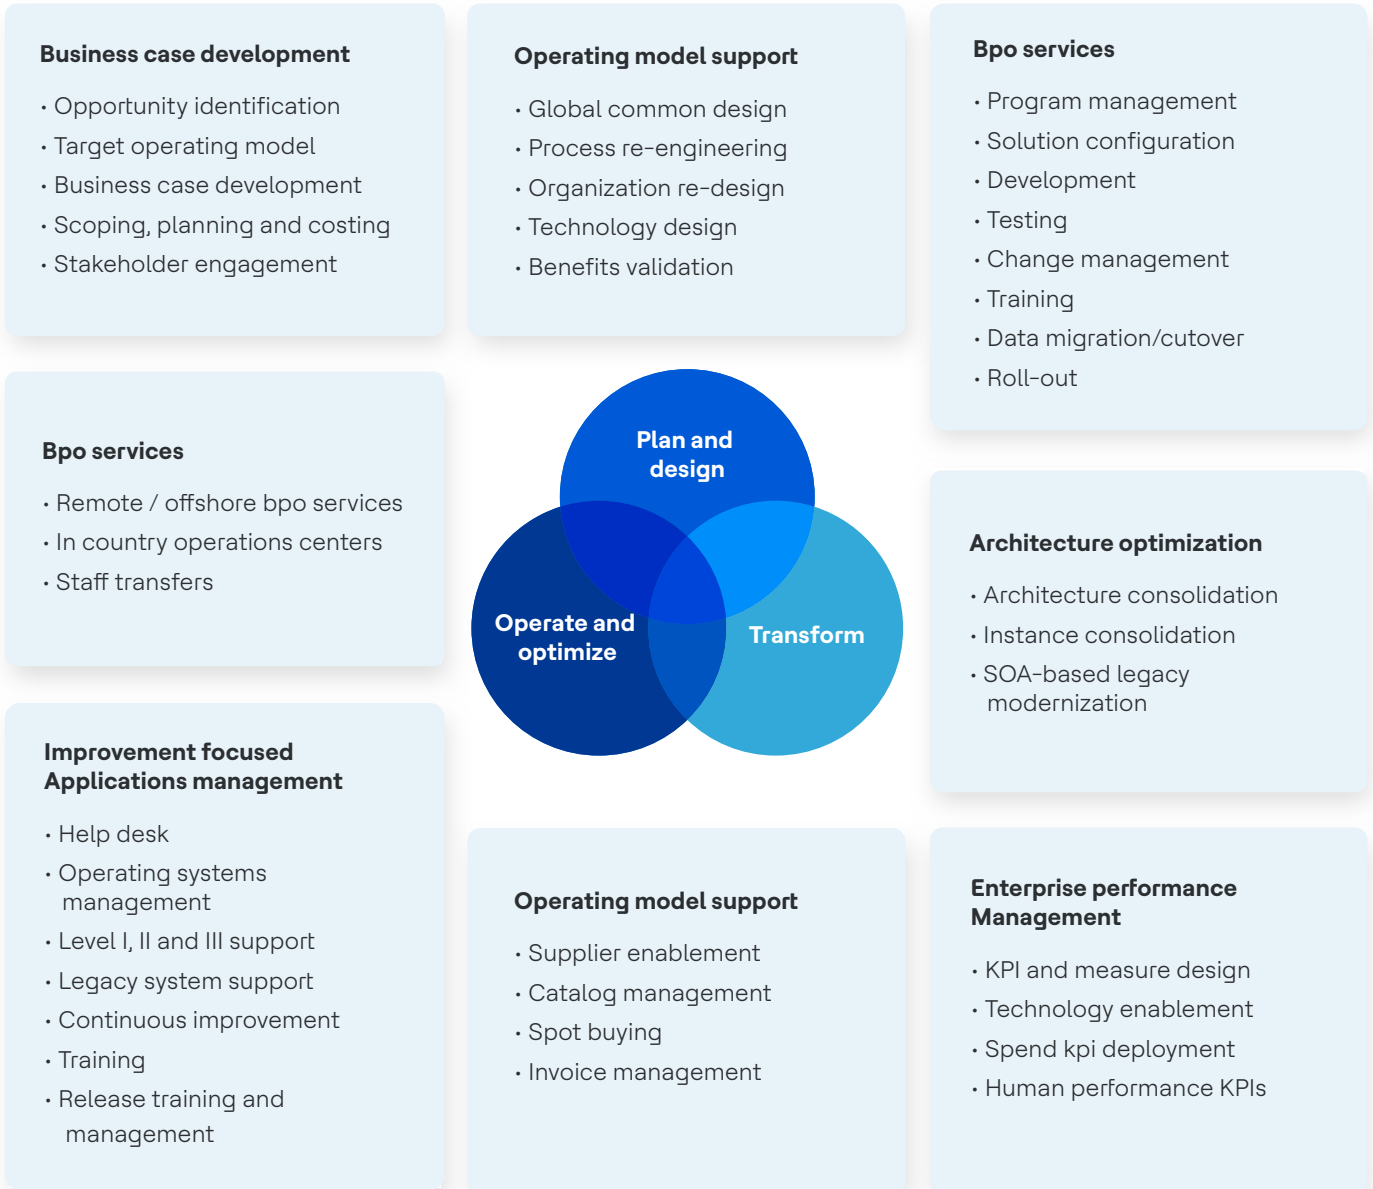 Business case development
• Opportunity identification
• Target operating model
• Business case development
• Scoping, planning and costing
• Stakeholder engagement
Operating model support
• Global common design
• Process re-engineering
• Organization re-design
• Technology design
• Benefits validation
Bpo services
• Program management
• Solution configuration
• Development
• Testing
• Change management
• Training
• Data migration/cutover
• Roll-out
Bpo services
• Remote / offshore bpo services
• In country operations centers
• Staff transfers
Plan and
design
Operate and
optimize
Transform
Architecture optimization
• Architecture consolidation
• Instance consolidation
• SOA-based legacy
modernization
Improvement focused
Applications management
• Help desk
• Operating systems
management
• Level I, II and III support
• Legacy system support
• Continuous improvement
• Training
• Release training and
management
Operating model support
• Supplier enablement
• Catalog management
• Spot buying
• Invoice management
Enterprise performance
Management
• KPI and measure design
• Technology enablement
• Spend kpi deployment
• Human performance KPIs